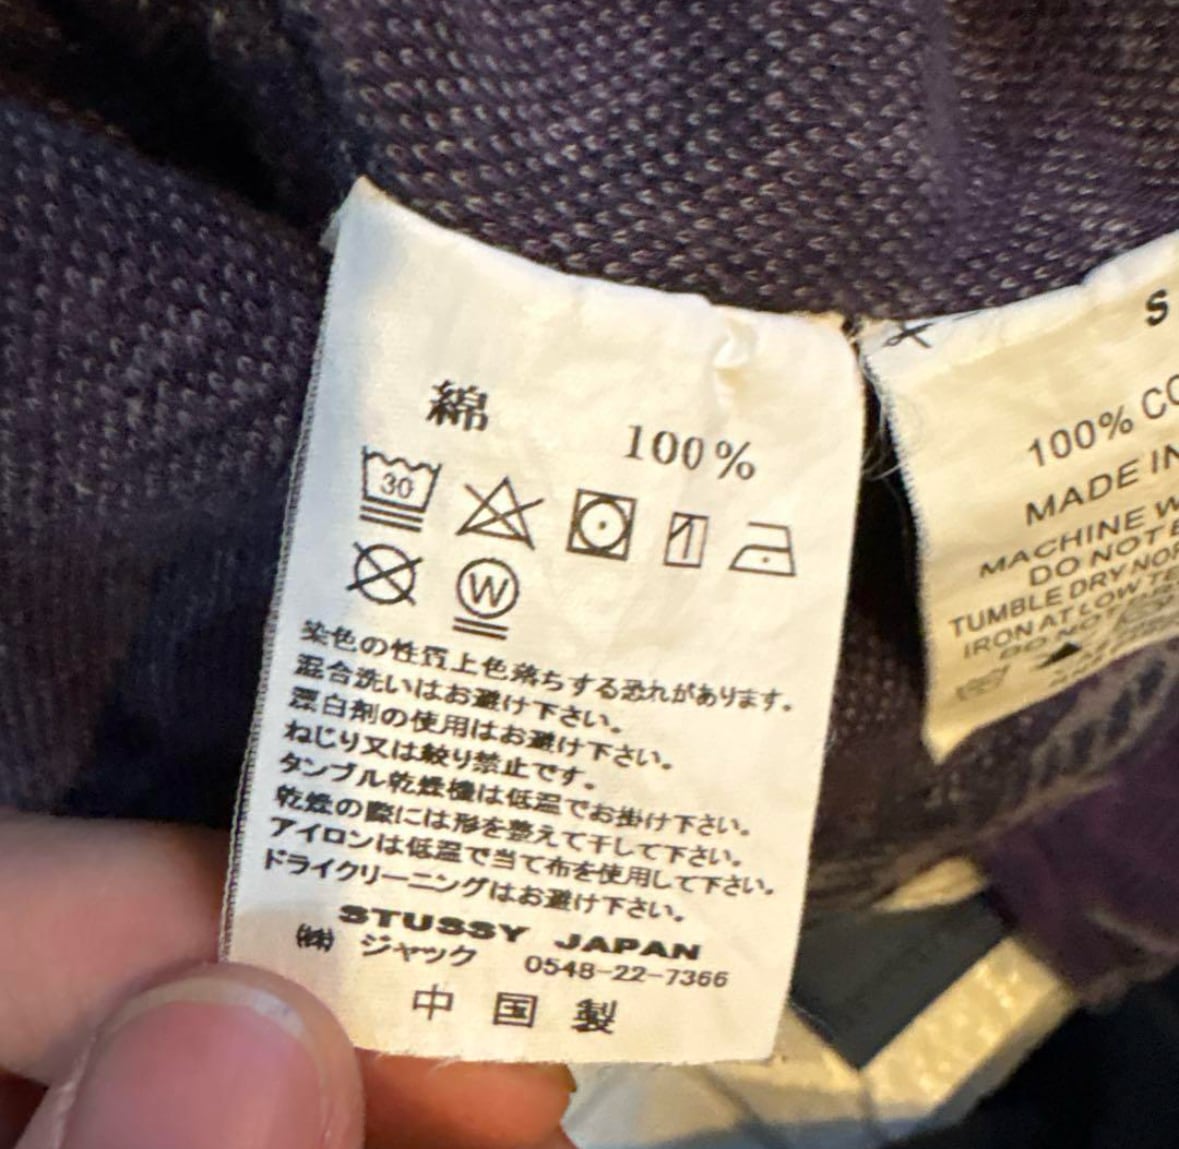 綿 100%
30
W
染色の性質上色落ちする恐れがあります。
混合洗いはお避け下さい。
漂白剤の使用はお避け下さい。
ねじり又は絞り禁止です。
タンブル乾燥機は低温でお掛け下さい。
乾燥の際には形を整えて干して下さい。
アイロンは低温で当て布を使用して下さい。
ドライクリーニングはお避け下さい。
STUSSY JAPAN
㈱ ジャック 0548-22-7366
中国製
S
100% CO
MADE IN
MACHINE W
DO NOT B
TUMBLE DRY NOR
IRON AT LOW TE
DO NOT